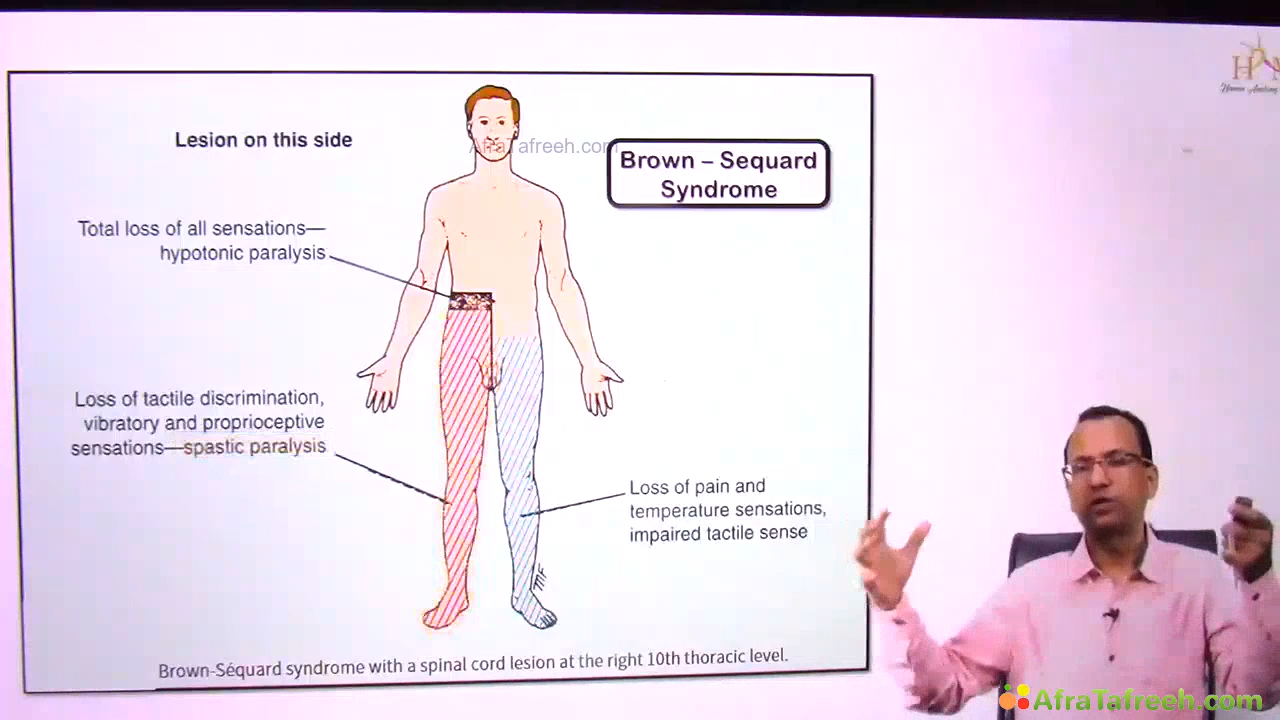 Lesion on this side
AfraTafreeh.com
Brown – Sequard
Syndrome
Total loss of all sensations—
hypotonic paralysis
Loss of tactile discrimination,
vibratory and proprioceptive
sensations—spastic paralysis
Loss of pain and
temperature sensations,
impaired tactile sense
Brown-Séquard syndrome with a spinal cord lesion at the right 10th thoracic level.
AfraTafreeh.com